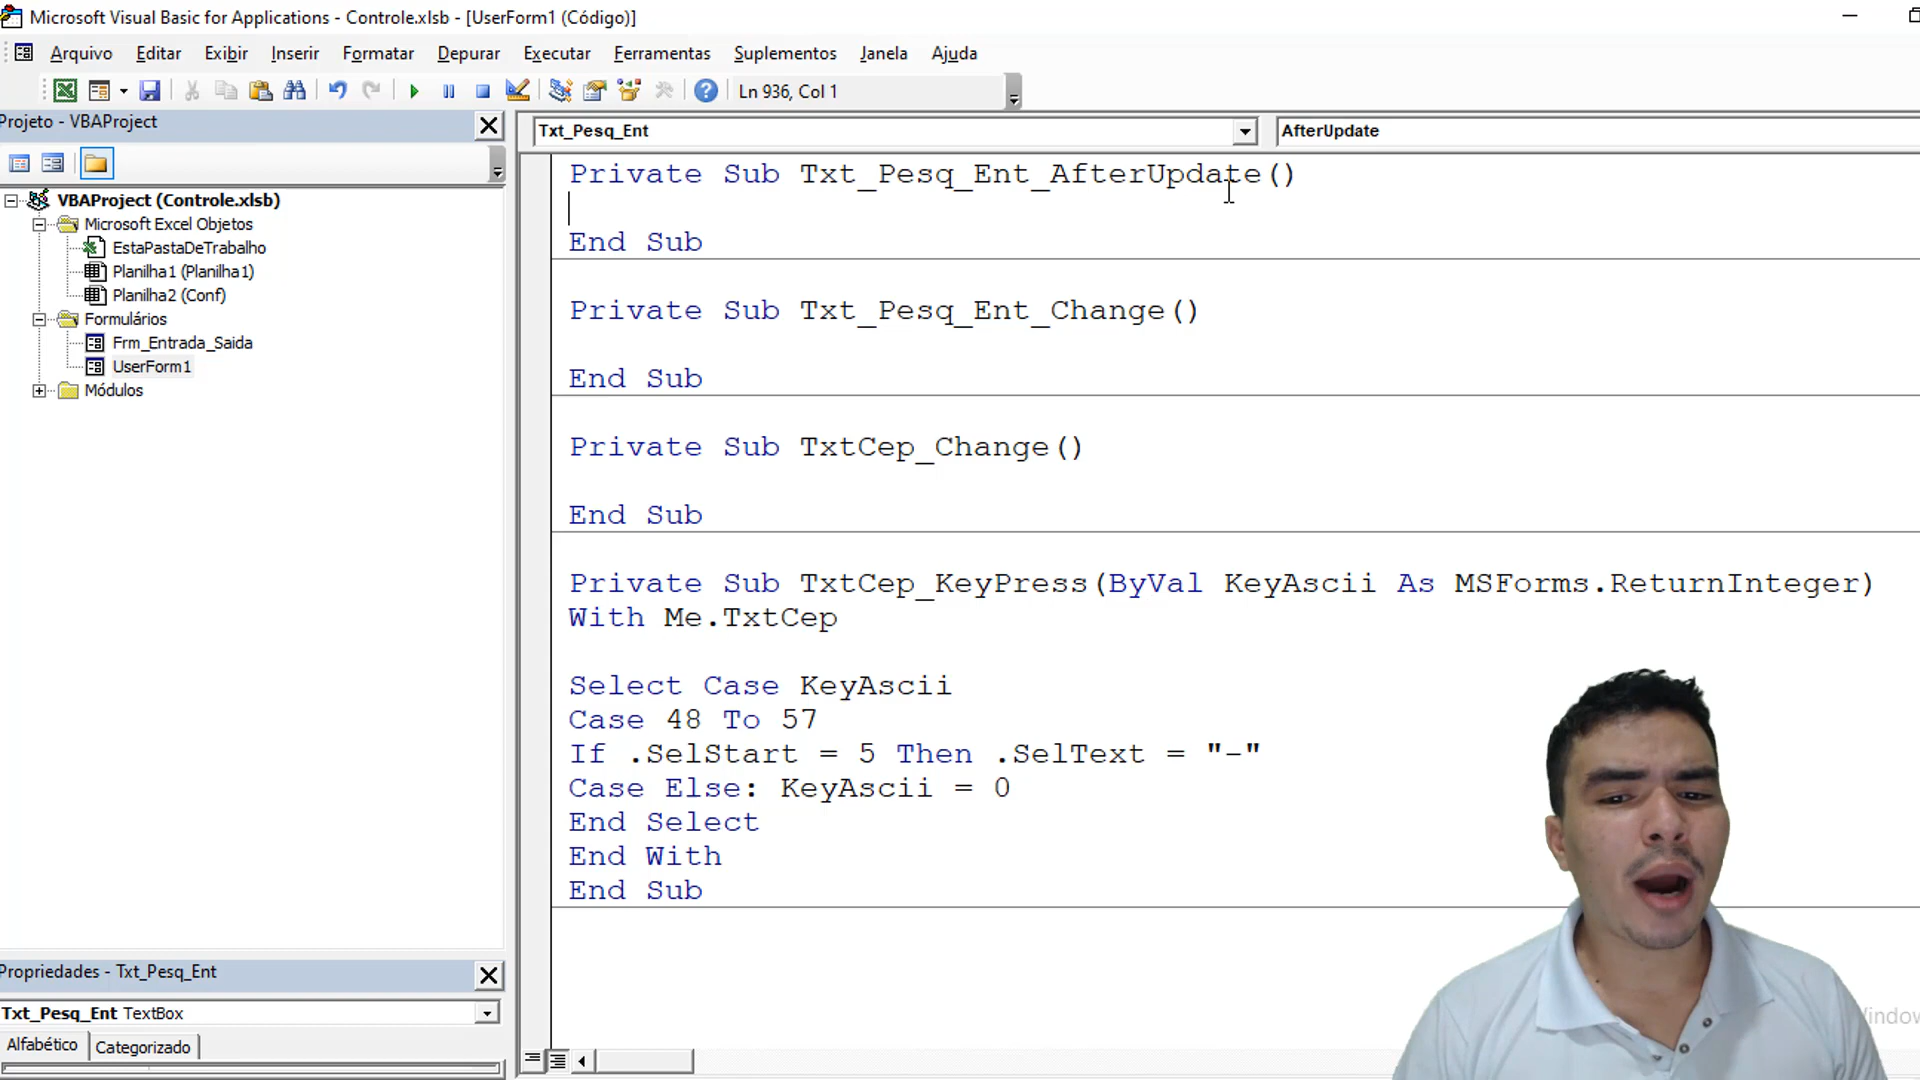 Microsoft Visual Basic for Applications - Controle.xlsb - [UserForm1 (Código)]
Arquivo Editar Exibir Inserir Formatar Depurar Executar Ferramentas Suplementos Janela Ajuda
Ln 936, Col 1
Projeto - VBAProject
VBAProject (Controle.xlsb)
Microsoft Excel Objetos
EstaPastaDeTrabalho
Planilha1 (Planilha1)
Planilha2 (Conf)
Formulários
Frm_Entrada_Saida
UserForm1
Módulos
Propriedades - Txt_Pesq_Ent
Txt_Pesq_Ent TextBox
Alfabético Categorizado
Txt_Pesq_Ent AfterUpdate
Private Sub Txt_Pesq_Ent_AfterUpdate()
End Sub
Private Sub Txt_Pesq_Ent_Change()
End Sub
Private Sub TxtCep_Change()
End Sub
Private Sub TxtCep_KeyPress(ByVal KeyAscii As MSForms.ReturnInteger)
With Me.TxtCep
Select Case KeyAscii
Case 48 To 57
If .SelStart = 5 Then .SelText = "-"
Case Else: KeyAscii = 0
End Select
End With
End Sub